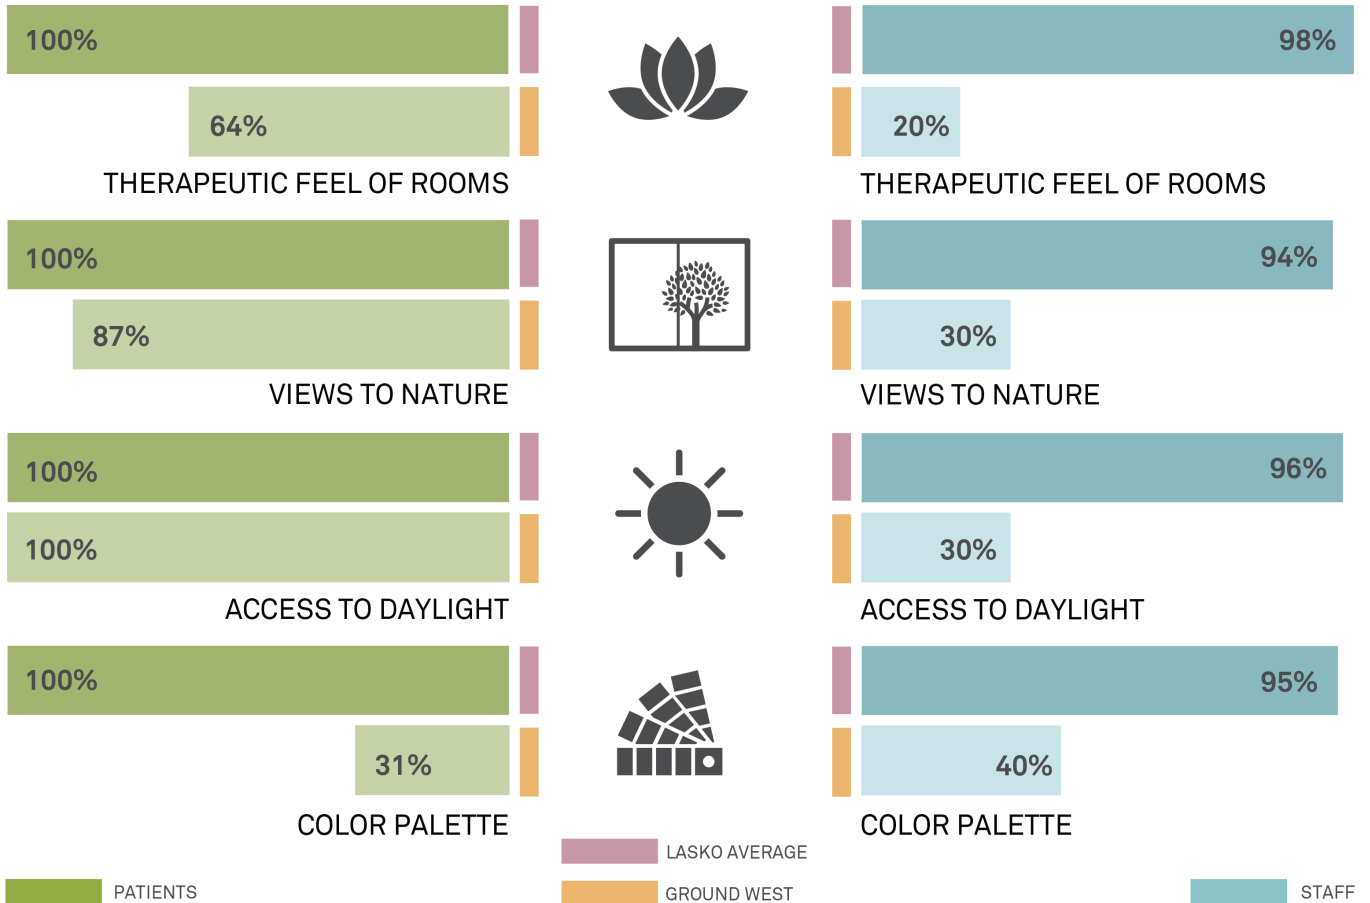 100%
98%
64%
20%
THERAPEUTIC FEEL OF ROOMS
THERAPEUTIC FEEL OF ROOMS
100%
94%
87%
30%
VIEWS TO NATURE
VIEWS TO NATURE
100%
96%
100%
30%
ACCESS TO DAYLIGHT
ACCESS TO DAYLIGHT
100%
95%
31%
40%
COLOR PALETTE
COLOR PALETTE
LASKO AVERAGE
PATIENTS
GROUND WEST
STAFF